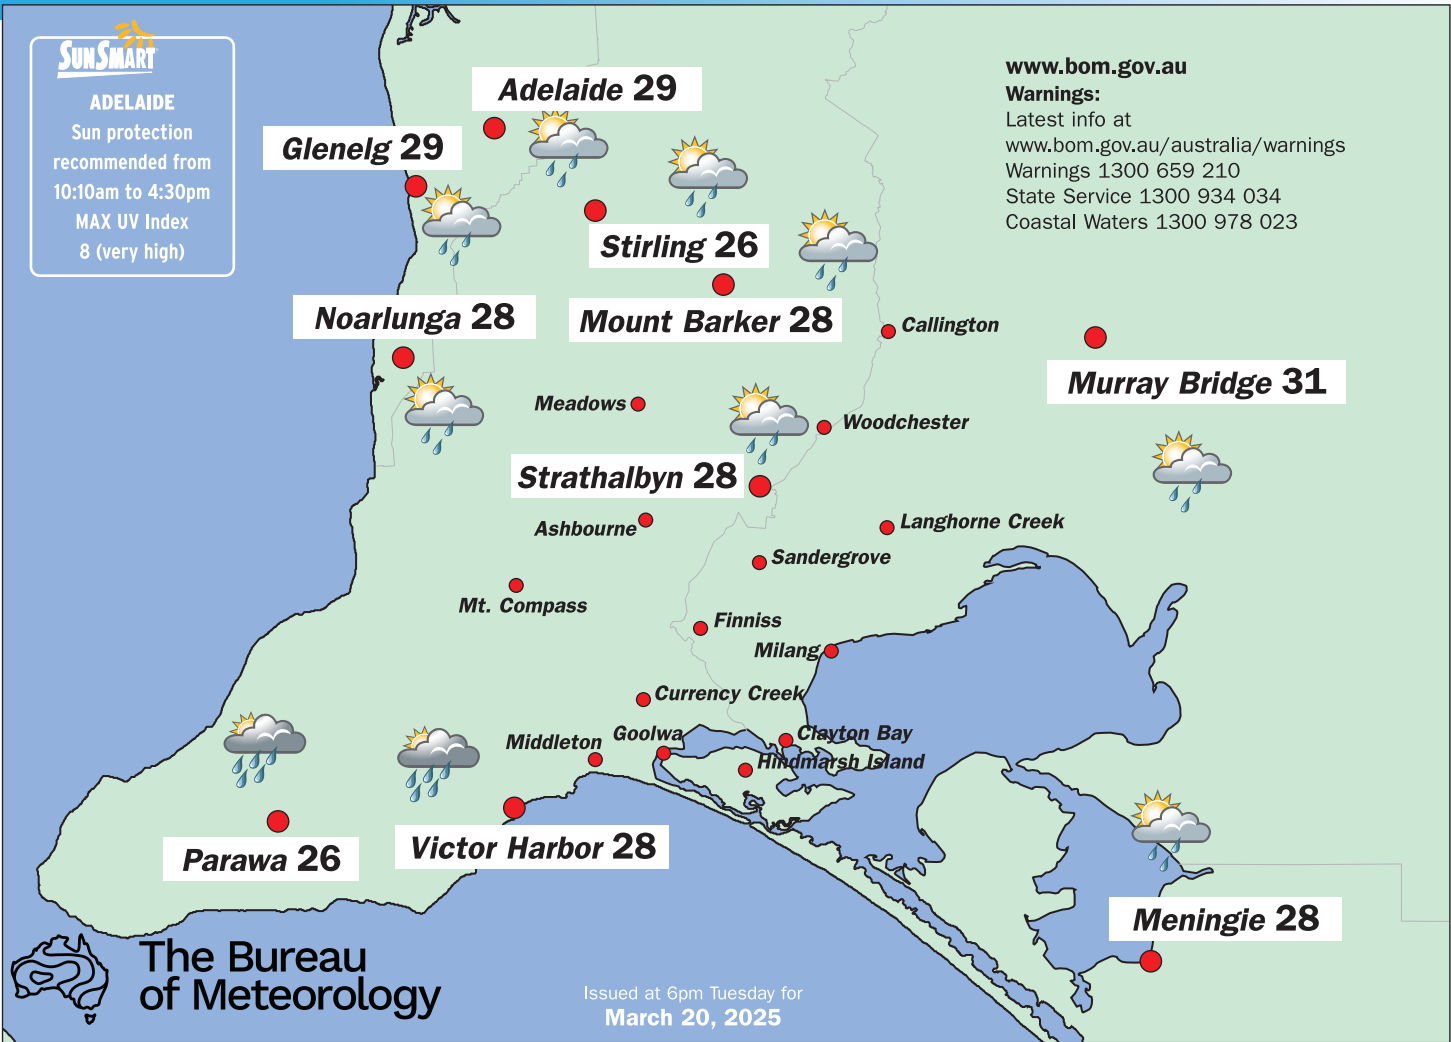 SUNSMART
ADELAIDE
Sun protection
recommended from
10:10am to 4:30pm
MAX UV Index
8 (very high)
www.bom.gov.au
Warnings:
Latest info at
www.bom.gov.au/australia/warnings
Warnings 1300 659 210
State Service 1300 934 034
Coastal Waters 1300 978 023
Adelaide 29
Glenelg 29
Stirling 26
Noarlunga 28
Mount Barker 28
Callington
Murray Bridge 31
Meadows
Woodchester
Strathalbyn 28
Ashbourne
Langhorne Creek
Sandergrove
Mt. Compass
Finniss
Milang
Currency Creek
Middleton
Goolwa
Clayton Bay
Hindmarsh Island
Parawa 26
Victor Harbor 28
Meningie 28
The Bureau
of Meteorology
Issued at 6pm Tuesday for
March 20, 2025